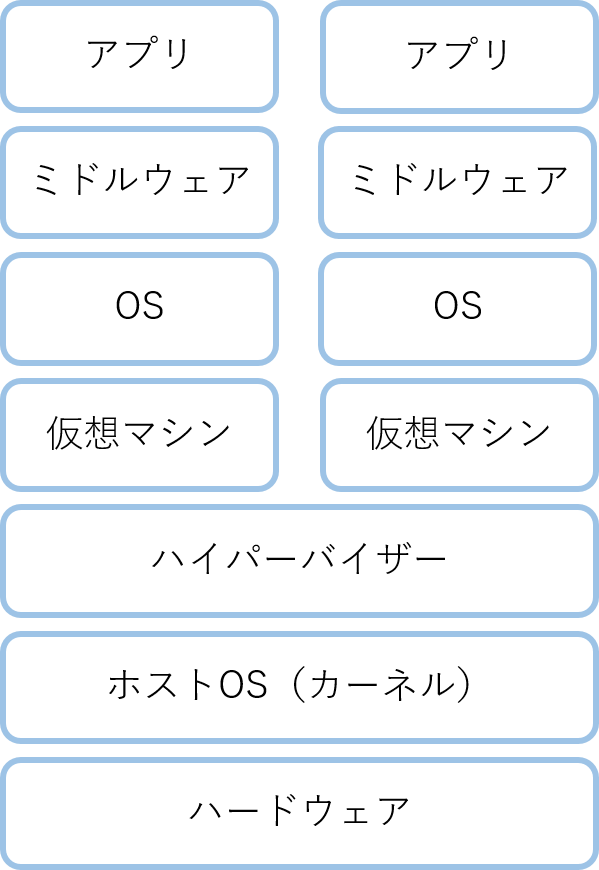 アプリ
アプリ
ミドルウェア
ミドルウェア
OS
OS
仮想マシン
仮想マシン
ハイパーバイザー
ホストOS（カーネル）
ハードウェア